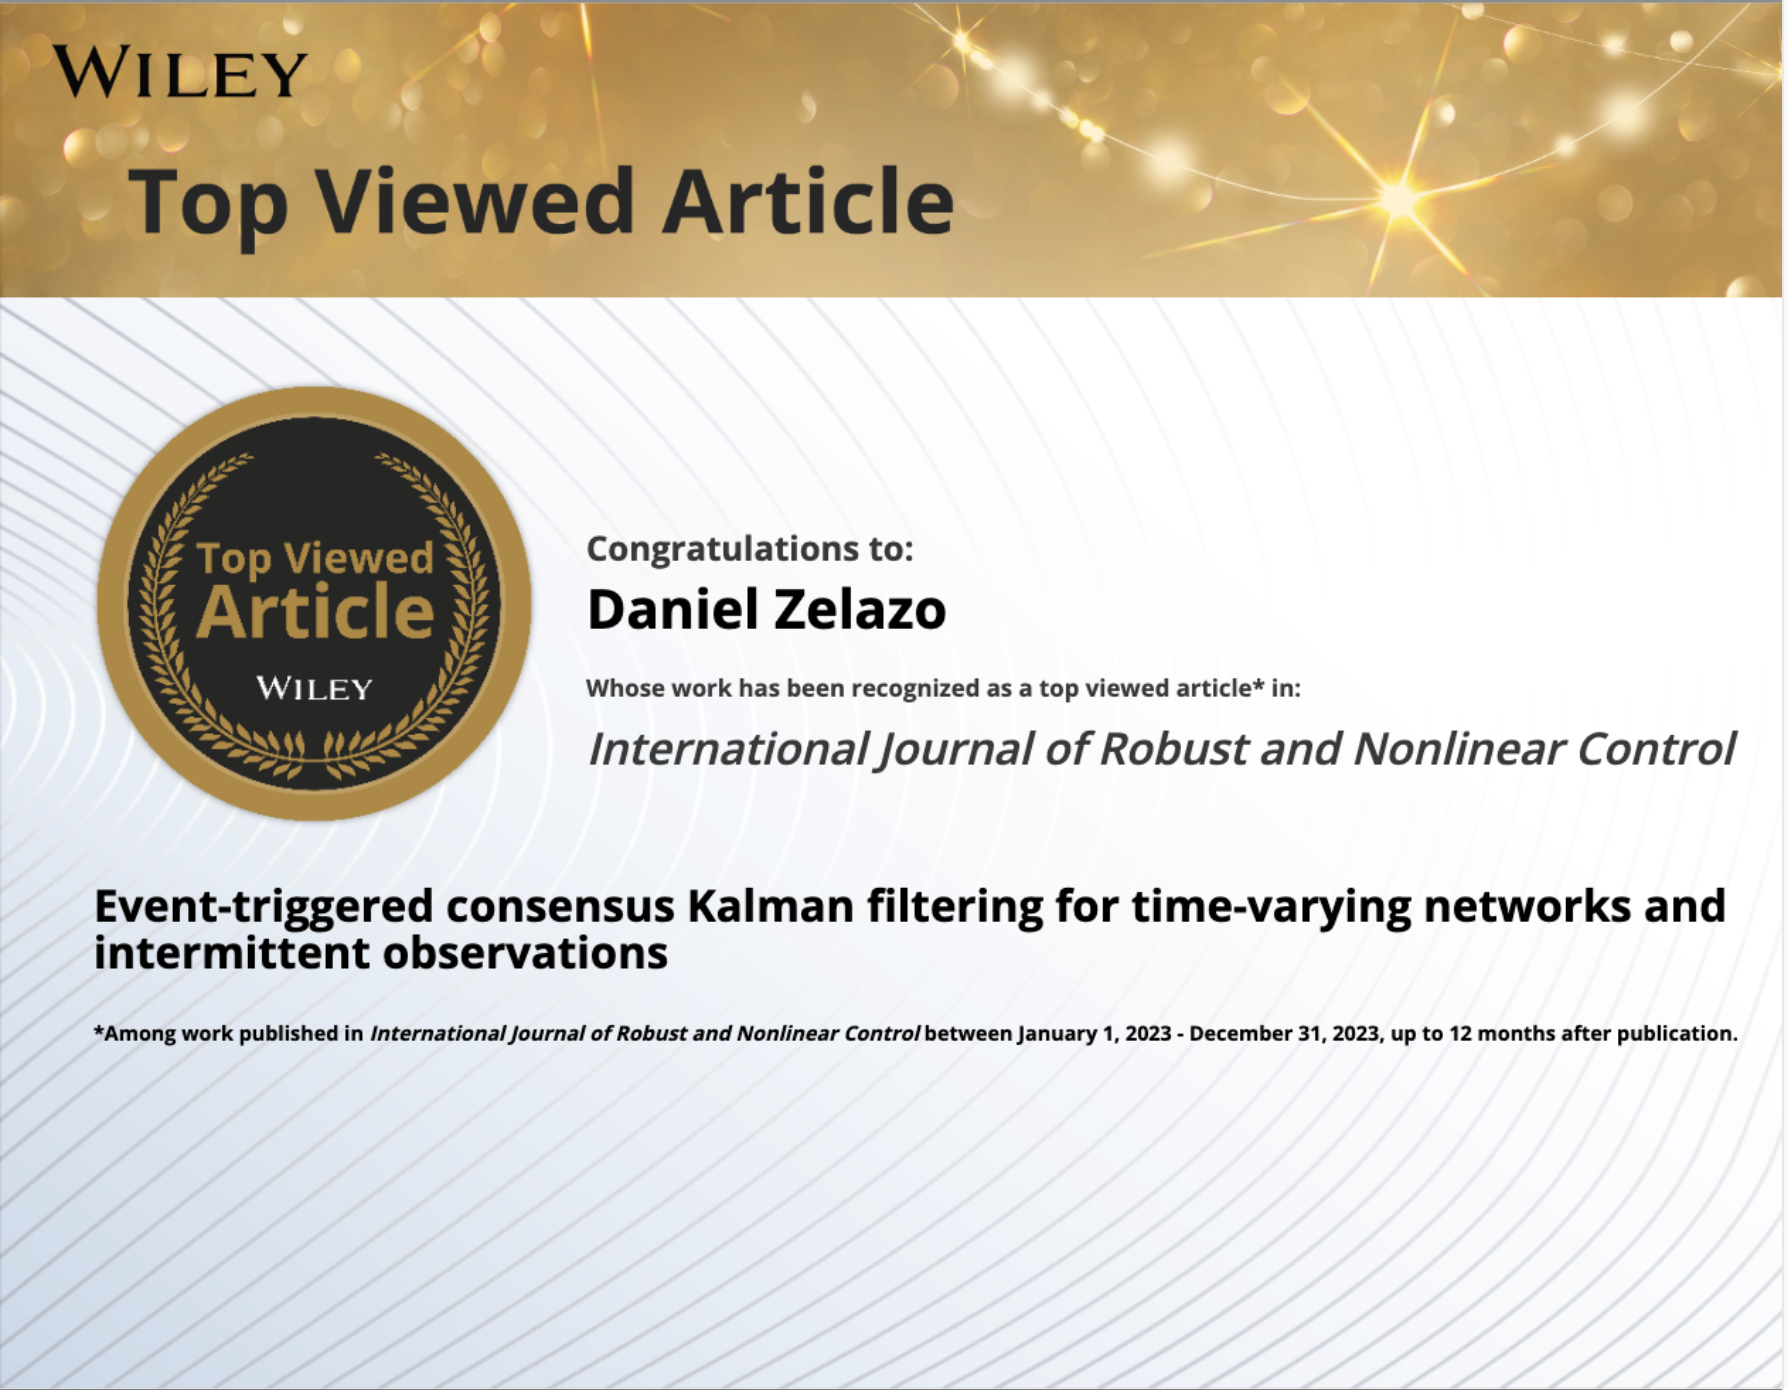 WILEY
Top Viewed Article
Top Viewed
Article
WILEY
Congratulations to:
Daniel Zelazo
Whose work has been recognized as a top viewed article* in:
International Journal of Robust and Nonlinear Control
Event-triggered consensus Kalman filtering for time-varying networks and
intermittent observations
*Among work published in International Journal of Robust and Nonlinear Control between January 1, 2023 - December 31, 2023, up to 12 months after publication.